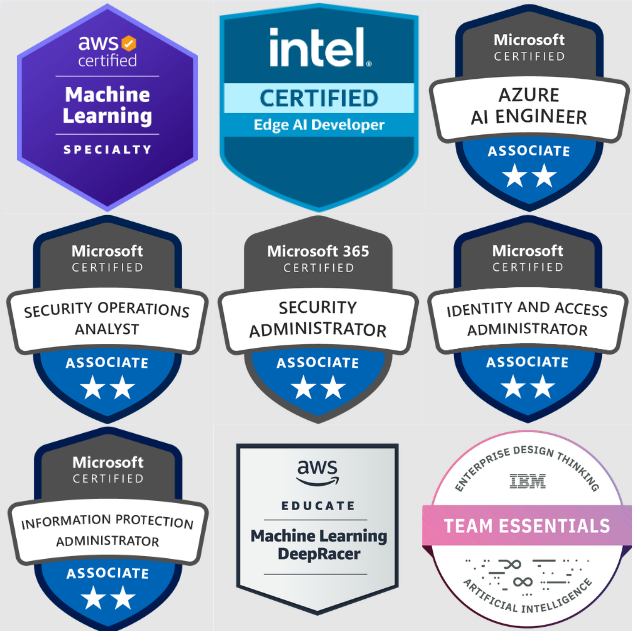 aws
certified
Machine
Learning
SPECIALTY
intel.
CERTIFIED
Edge AI Developer
Microsoft
CERTIFIED
AZURE
AI ENGINEER
ASSOCIATE
Microsoft
CERTIFIED
SECURITY OPERATIONS
ANALYST
ASSOCIATE
Microsoft 365
CERTIFIED
SECURITY
ADMINISTRATOR
ASSOCIATE
Microsoft
CERTIFIED
IDENTITY AND ACCESS
ADMINISTRATOR
ASSOCIATE
Microsoft
CERTIFIED
INFORMATION PROTECTION
ADMINISTRATOR
ASSOCIATE
aws
EDUCATE
Machine Learning
DeepRacer
ENTERPRISE DESIGN THINKING
IBM
TEAM ESSENTIALS
ARTIFICIAL INTELLIGENCE